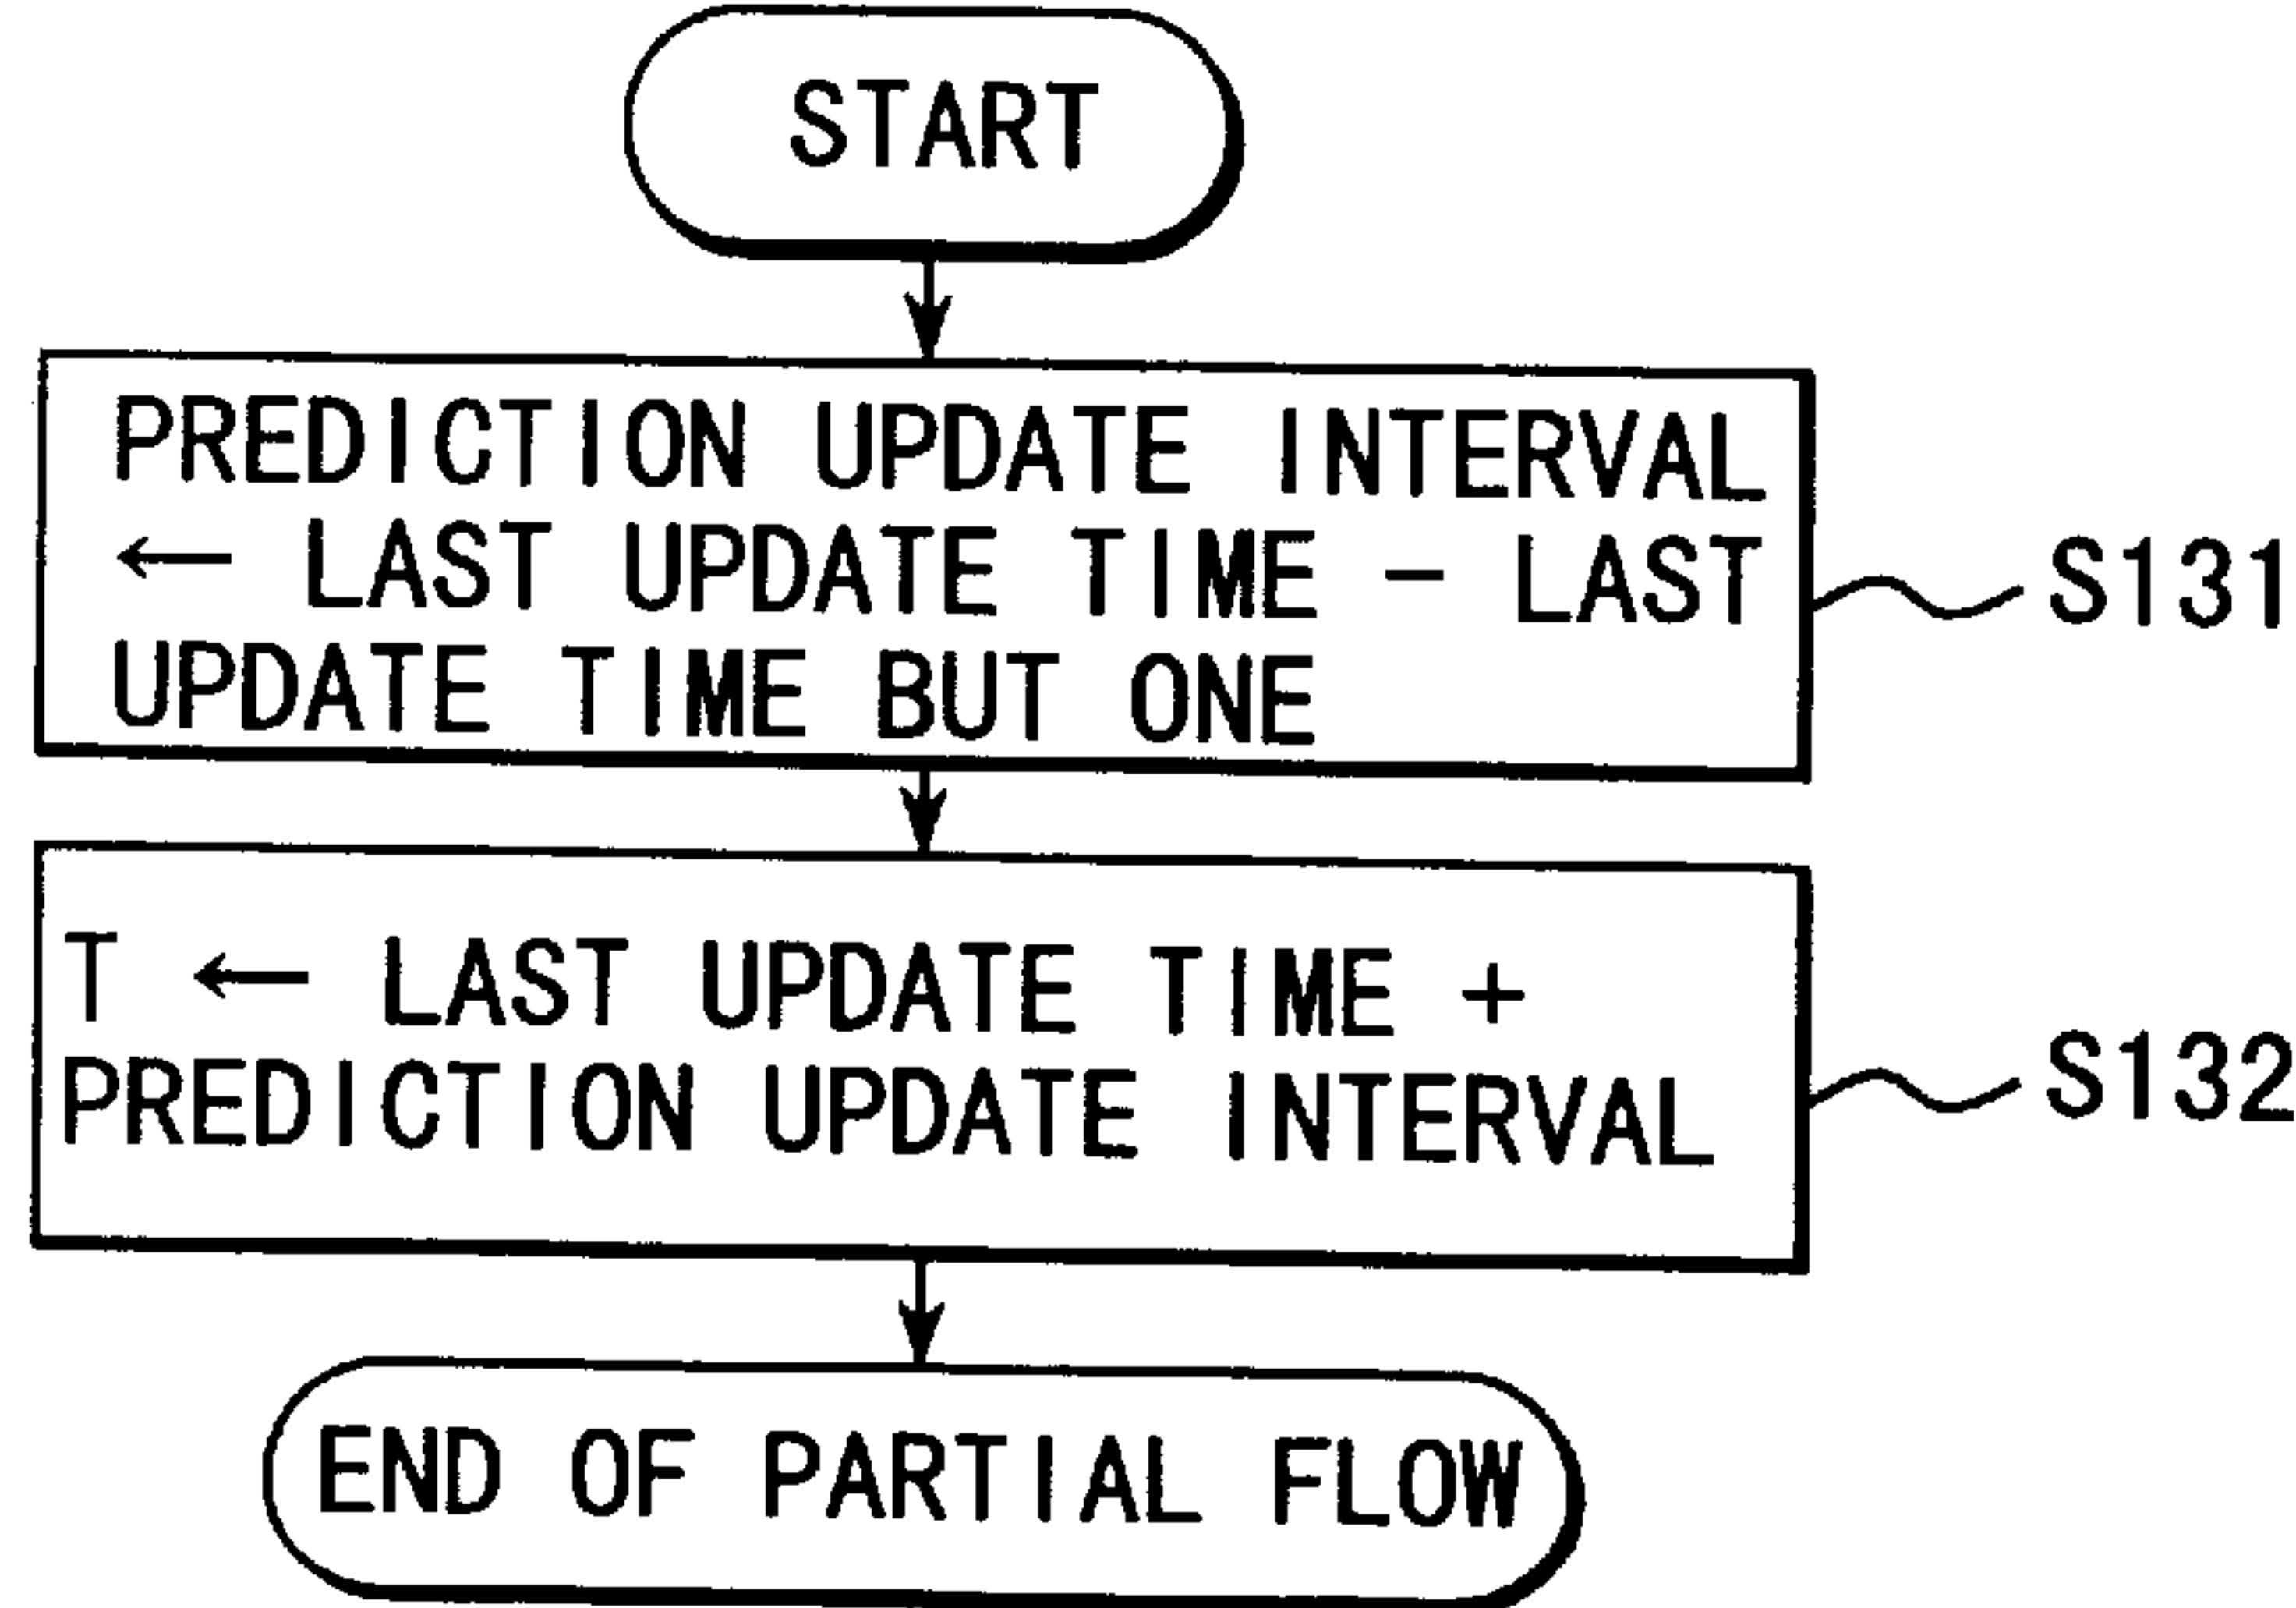 START
PREDICTION UPDATE INTERVAL
← LAST UPDATE TIME - LAST
UPDATE TIME BUT ONE
S131
T ← LAST UPDATE TIME +
PREDICTION UPDATE INTERVAL
S132
END OF PARTIAL FLOW